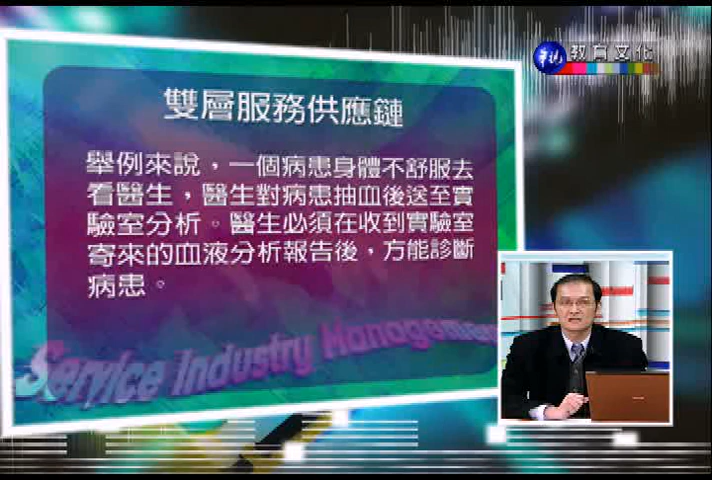 華視
教育文化
雙層服務供應鏈
舉例來說，一個病患身體不舒服去
看醫生，醫生對病患抽血後送至實
驗室分析。醫生必須在收到實驗室
寄來的血液分析報告後，方能診斷
病患。
Service Industry Management